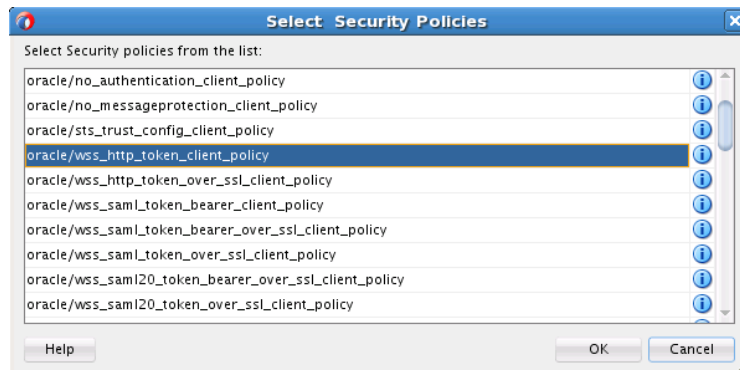 Select Security Policies
Select Security policies from the list:
oracle/no_authentication_client_policy
oracle/no_messageprotection_client_policy
oracle/sts_trust_config_client_policy
oracle/wss_http_token_client_policy
oracle/wss_http_token_over_ssl_client_policy
oracle/wss_saml_token_bearer_client_policy
oracle/wss_saml_token_bearer_over_ssl_client_policy
oracle/wss_saml_token_over_ssl_client_policy
oracle/wss_saml20_token_bearer_over_ssl_client_policy
oracle/wss_saml20_token_over_ssl_client_policy
Help OK Cancel